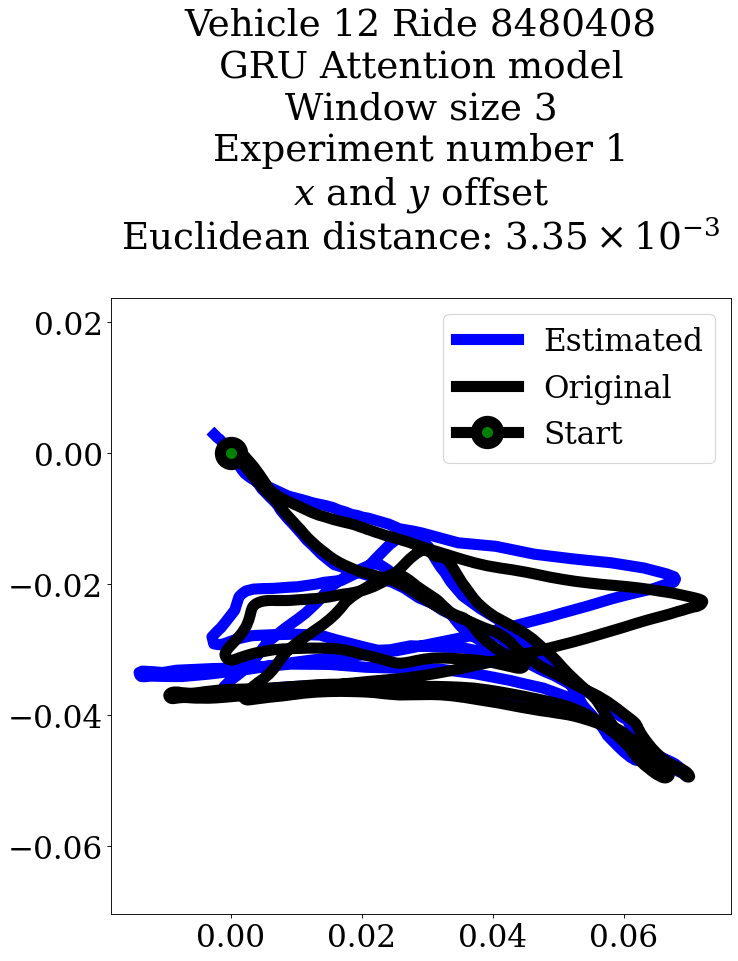 Vehicle 12 Ride 8480408
GRU Attention model
Window size 3
Experiment number 1
x and y offset
Euclidean distance: 3.35 × 10⁻³
Estimated
Original
Start
0.02
0.00
−0.02
−0.04
−0.06
0.00 0.02 0.04 0.06